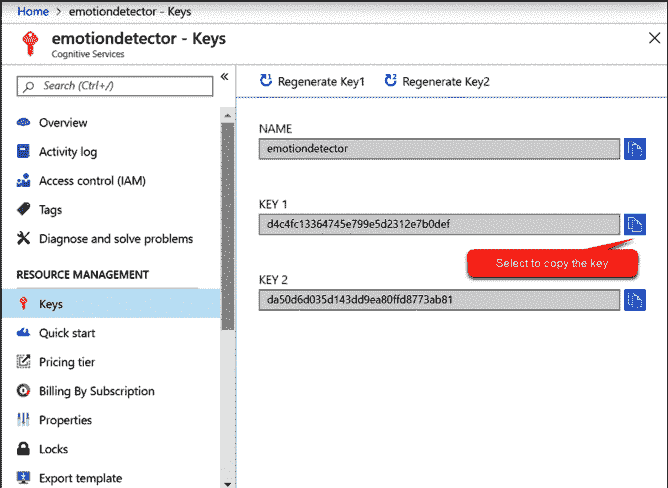 Home > emotiondetector - Keys
emotiondetector - Keys
Cognitive Services
Search (Ctrl+/)
Overview
Activity log
Access control (IAM)
Tags
Diagnose and solve problems
RESOURCE MANAGEMENT
Keys
Quick start
Pricing tier
Billing By Subscription
Properties
Locks
Export template
Regenerate Key1 Regenerate Key2
NAME
emotiondetector
KEY 1
d4c4fc13364745e799e5d2312e7b0def
Select to copy the key
KEY 2
da50d6d035d143dd9ea80ffd8773ab81